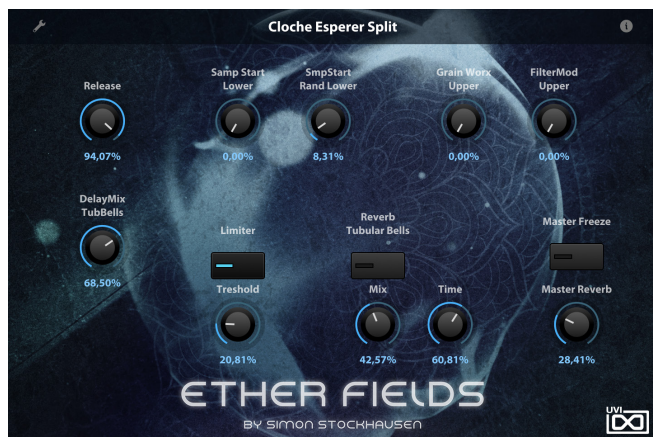 Cloche Esperer Split
i
Release
94,07%
Samp Start
Lower
0,00%
SmpStart
Rand Lower
8,31%
Grain Worx
Upper
0,00%
FilterMod
Upper
0,00%
DelayMix
TubBells
68,50%
Limiter
Treshold
20,81%
Reverb
Tubular Bells
Mix
42,57%
Time
60,81%
Master Freeze
Master Reverb
28,41%
ETHER FIELDS
BY SIMON STOCKHAUSEN
UVI